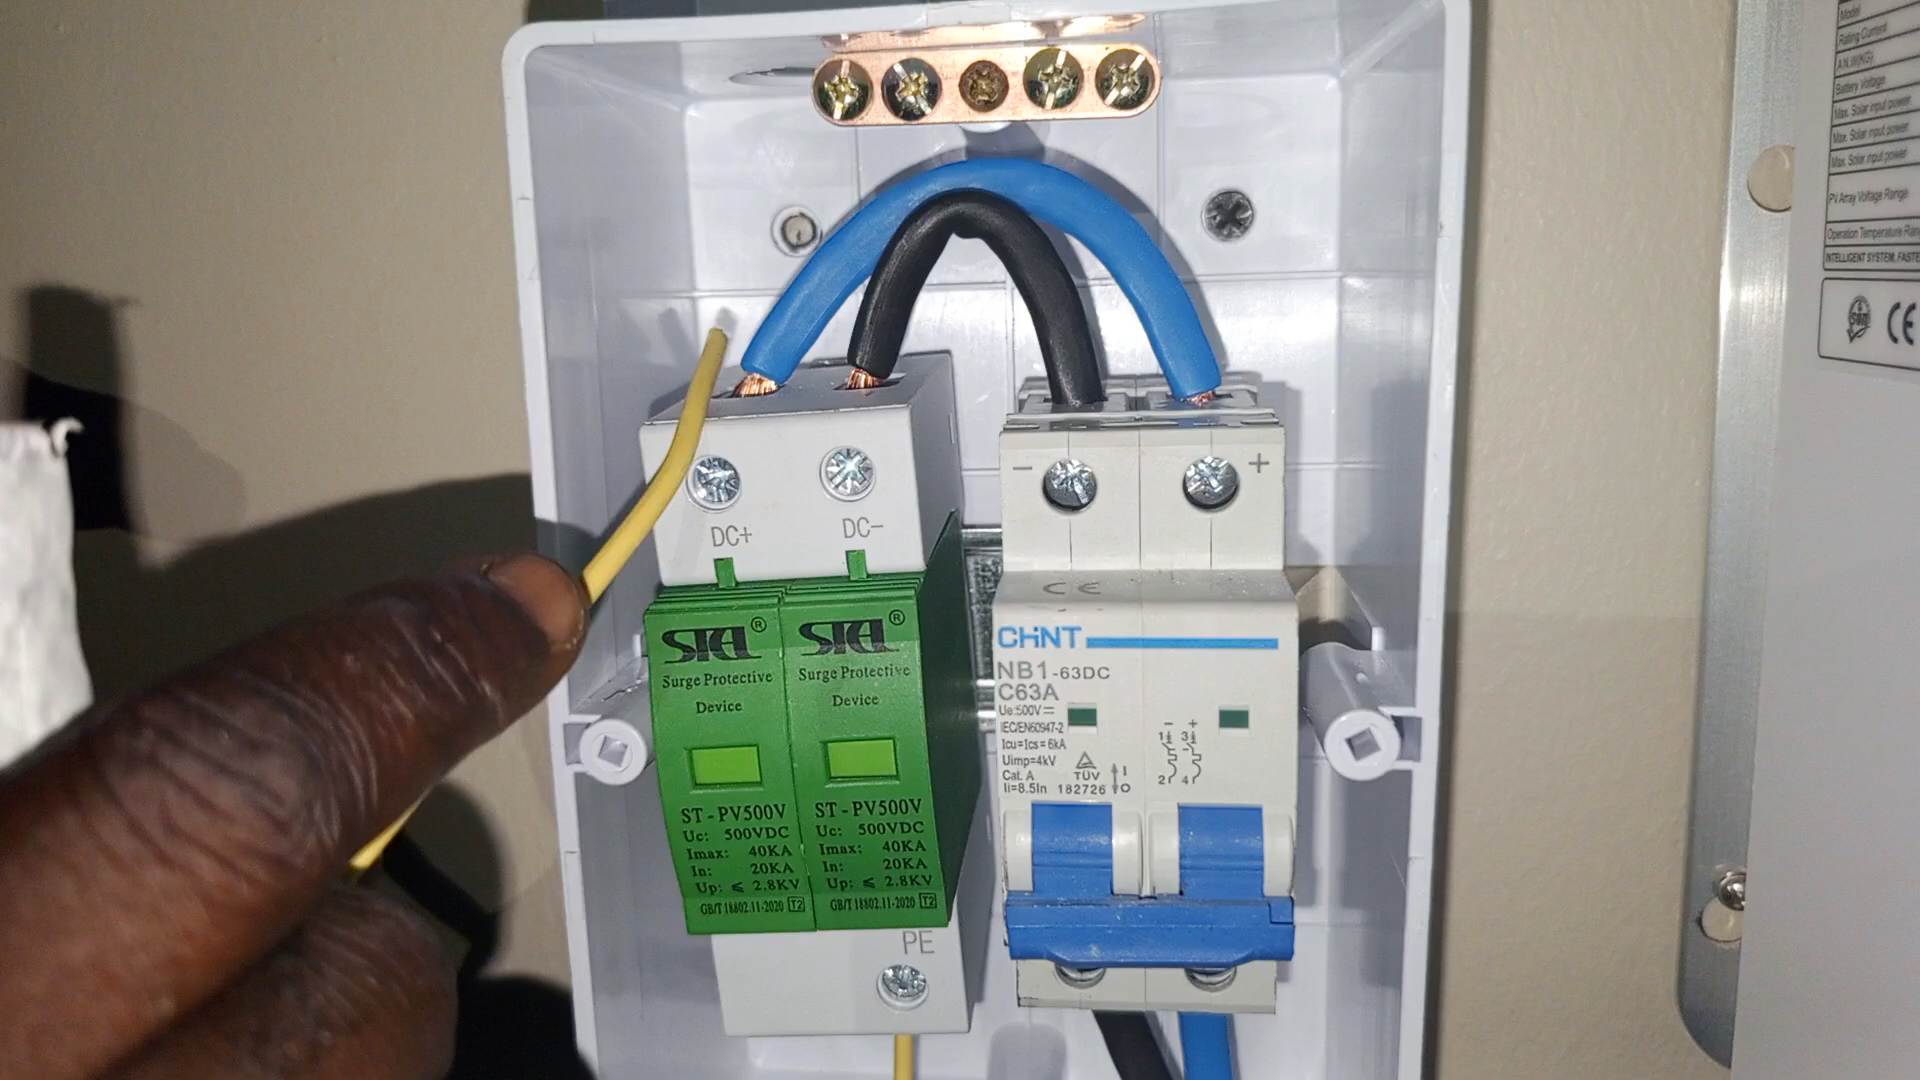 DC+ DC-
STCL®
Surge Protective
Device
ST-PV500V
Uc: 500VDC
Imax: 40KA
In: 20KA
Up: ≤ 2.8KV
GB/T 18802.11-2020 T2
STCL®
Surge Protective
Device
ST-PV500V
Uc: 500VDC
Imax: 40KA
In: 20KA
Up: ≤ 2.8KV
GB/T 18802.11-2020 T2
PE
- +
CE
CHNT
NB1-63DC
C63A
Ue:500V
IEC/EN60947-2
Icu=Ics=6kA
Uimp=4kV
Cat. A
Ii=8.5In
TÜV
182726
I
O
- +
1 3
2 4
Model
Rating Current
A.N.W(KG)
Battery Voltage
Max. Solar input power
Max. Solar input power
Max. Solar input power
PV Array Voltage Range
Operation Temperature
INTELLIGENT SYSTEM, FASTE
CE